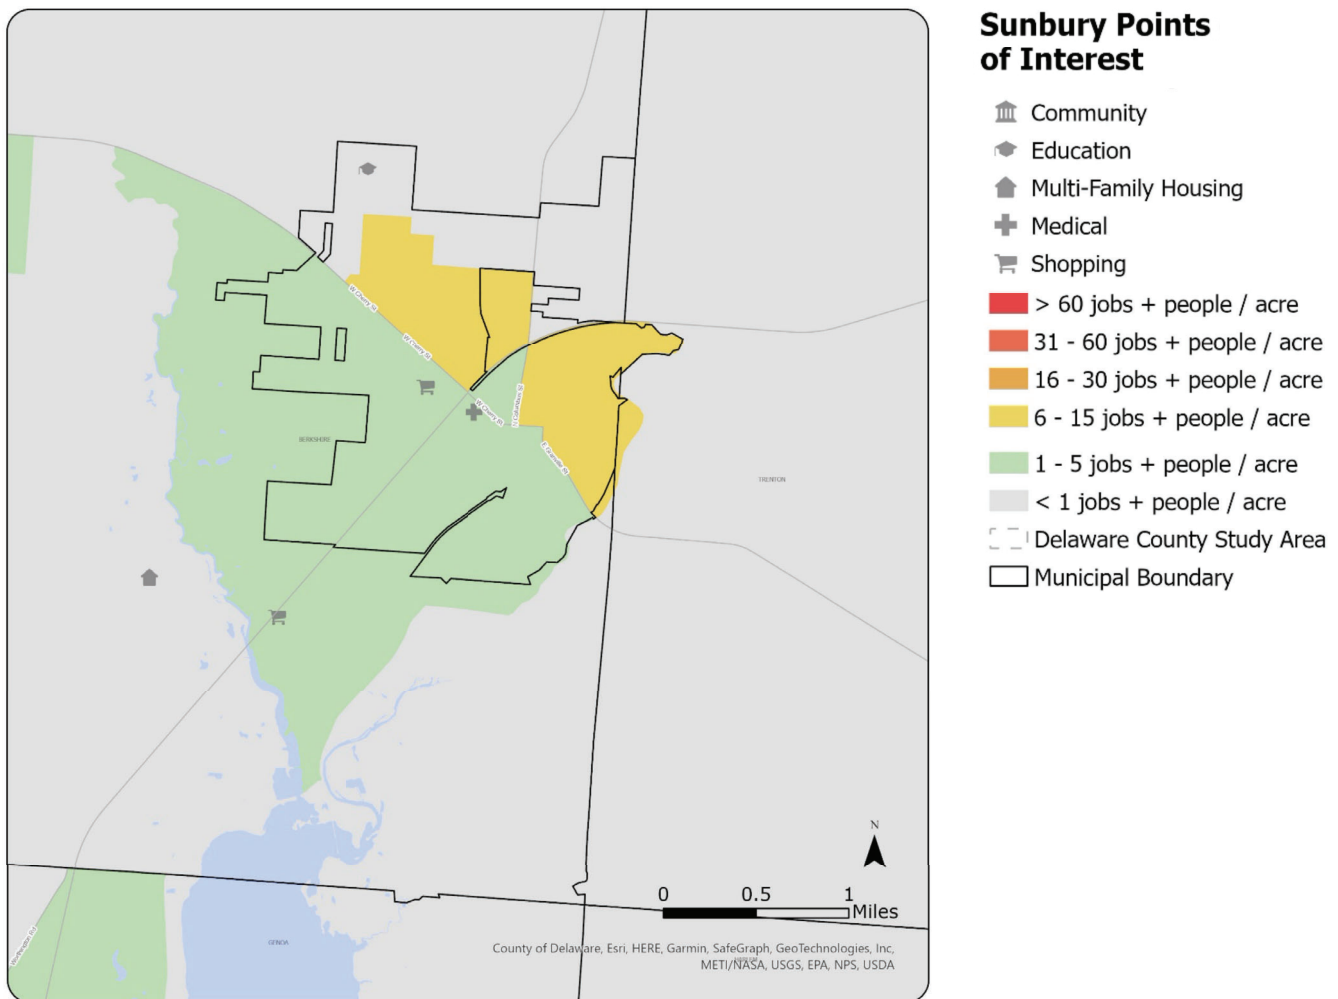 Sunbury Points
of Interest
Community
Education
Multi-Family Housing
Medical
Shopping
> 60 jobs + people / acre
31 - 60 jobs + people / acre
16 - 30 jobs + people / acre
6 - 15 jobs + people / acre
1 - 5 jobs + people / acre
< 1 jobs + people / acre
Delaware County Study Area
Municipal Boundary
W Cherry St
W Cherry St
W Cherry St
N Columbus St
E Granville St
BERKSHIRE
TRENTON
GENOA
Worthington Rd
N
0 0.5 1
Miles
County of Delaware, Esri, HERE, Garmin, SafeGraph, GeoTechnologies, Inc,
METI/NASA, USGS, EPA, NPS, USDA